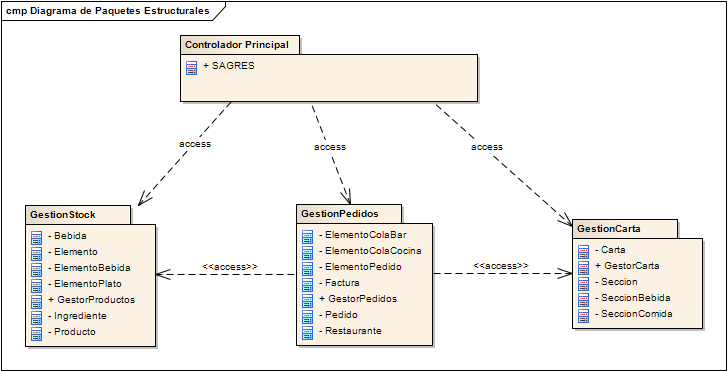 cmp Diagrama de Paquetes Estructurales
Controlador Principal
+ SAGRES
access
access
access
GestionStock
- Bebida
- Elemento
- ElementoBebida
- ElementoPlato
+ GestorProductos
- Ingrediente
- Producto
<<access>>
GestionPedidos
- ElementoColaBar
- ElementoColaCocina
- ElementoPedido
- Factura
+ GestorPedidos
- Pedido
- Restaurante
<<access>>
GestionCarta
- Carta
+ GestorCarta
- Seccion
- SeccionBebida
- SeccionComida